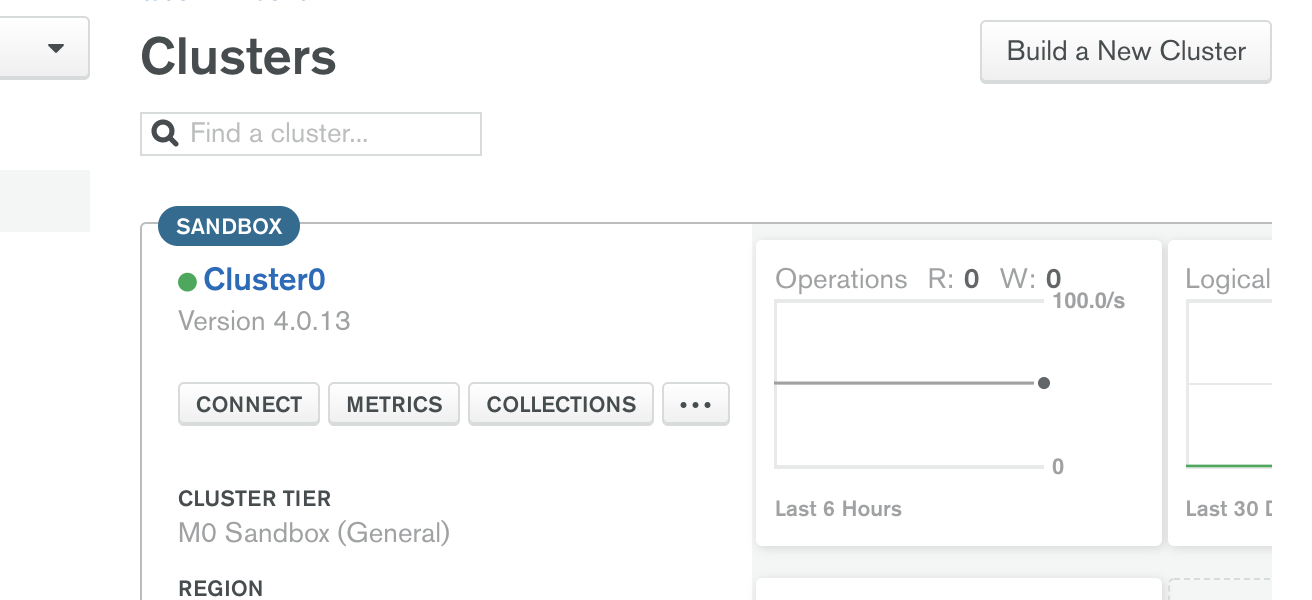 Clusters
Build a New Cluster
Find a cluster...
SANDBOX
Cluster0
Version 4.0.13
CONNECT
METRICS
COLLECTIONS
CLUSTER TIER
M0 Sandbox (General)
REGION
Operations R: 0 W: 0
100.0/s
0
Last 6 Hours
Logical
Last 30 D